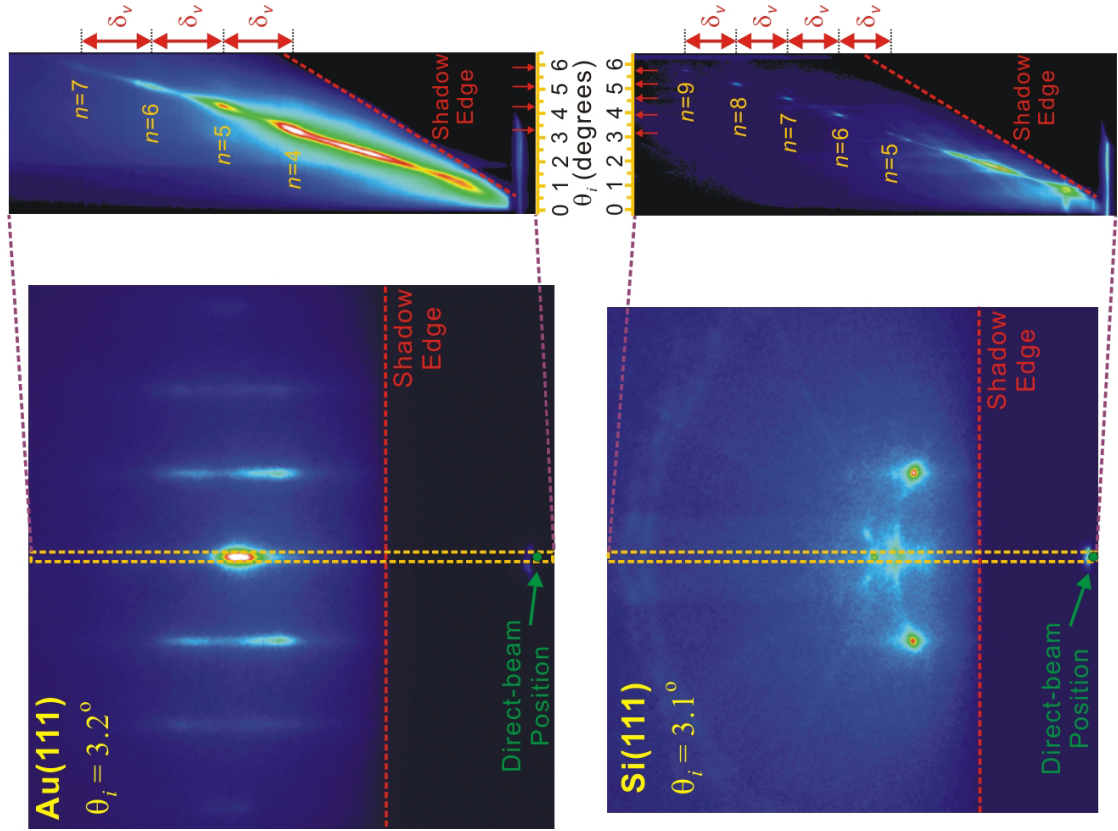 Au(111)
θi = 3.2°
Direct-beam
Position
Shadow
Edge
n=7
n=6
n=5
n=4
δv
δv
δv
Shadow
Edge
0 1 2 3 4 5 6
θi (degrees)
Si(111)
θi = 3.1°
Direct-beam
Position
Shadow
Edge
0 1 2 3 4 5 6
n=9
n=8
n=7
n=6
n=5
δv
δv
δv
δv
Shadow
Edge